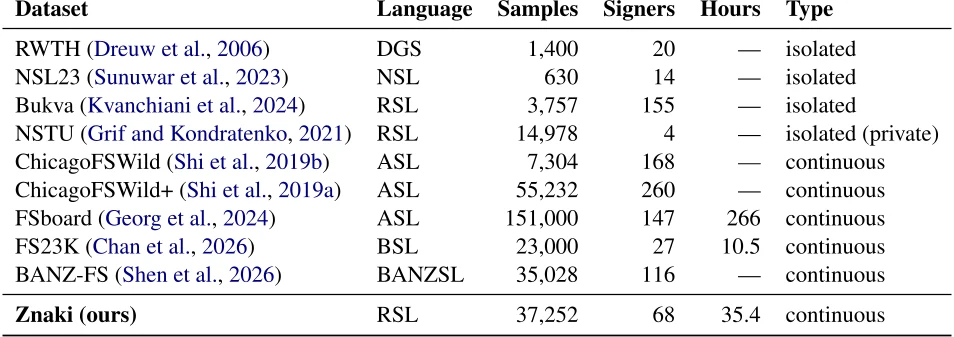 Dataset Language Samples Signers Hours Type
RWTH (Dreuw et al., 2006) DGS 1,400 20 — isolated
NSL23 (Sunuwar et al., 2023) NSL 630 14 — isolated
Bukva (Kvanchiani et al., 2024) RSL 3,757 155 — isolated
NSTU (Grif and Kondratenko, 2021) RSL 14,978 4 — isolated (private)
ChicagoFSWild (Shi et al., 2019b) ASL 7,304 168 — continuous
ChicagoFSWild+ (Shi et al., 2019a) ASL 55,232 260 — continuous
FSboard (Georg et al., 2024) ASL 151,000 147 266 continuous
FS23K (Chan et al., 2026) BSL 23,000 27 10.5 continuous
BANZ-FS (Shen et al., 2026) BANZSL 35,028 116 — continuous
Znaki (ours) RSL 37,252 68 35.4 continuous